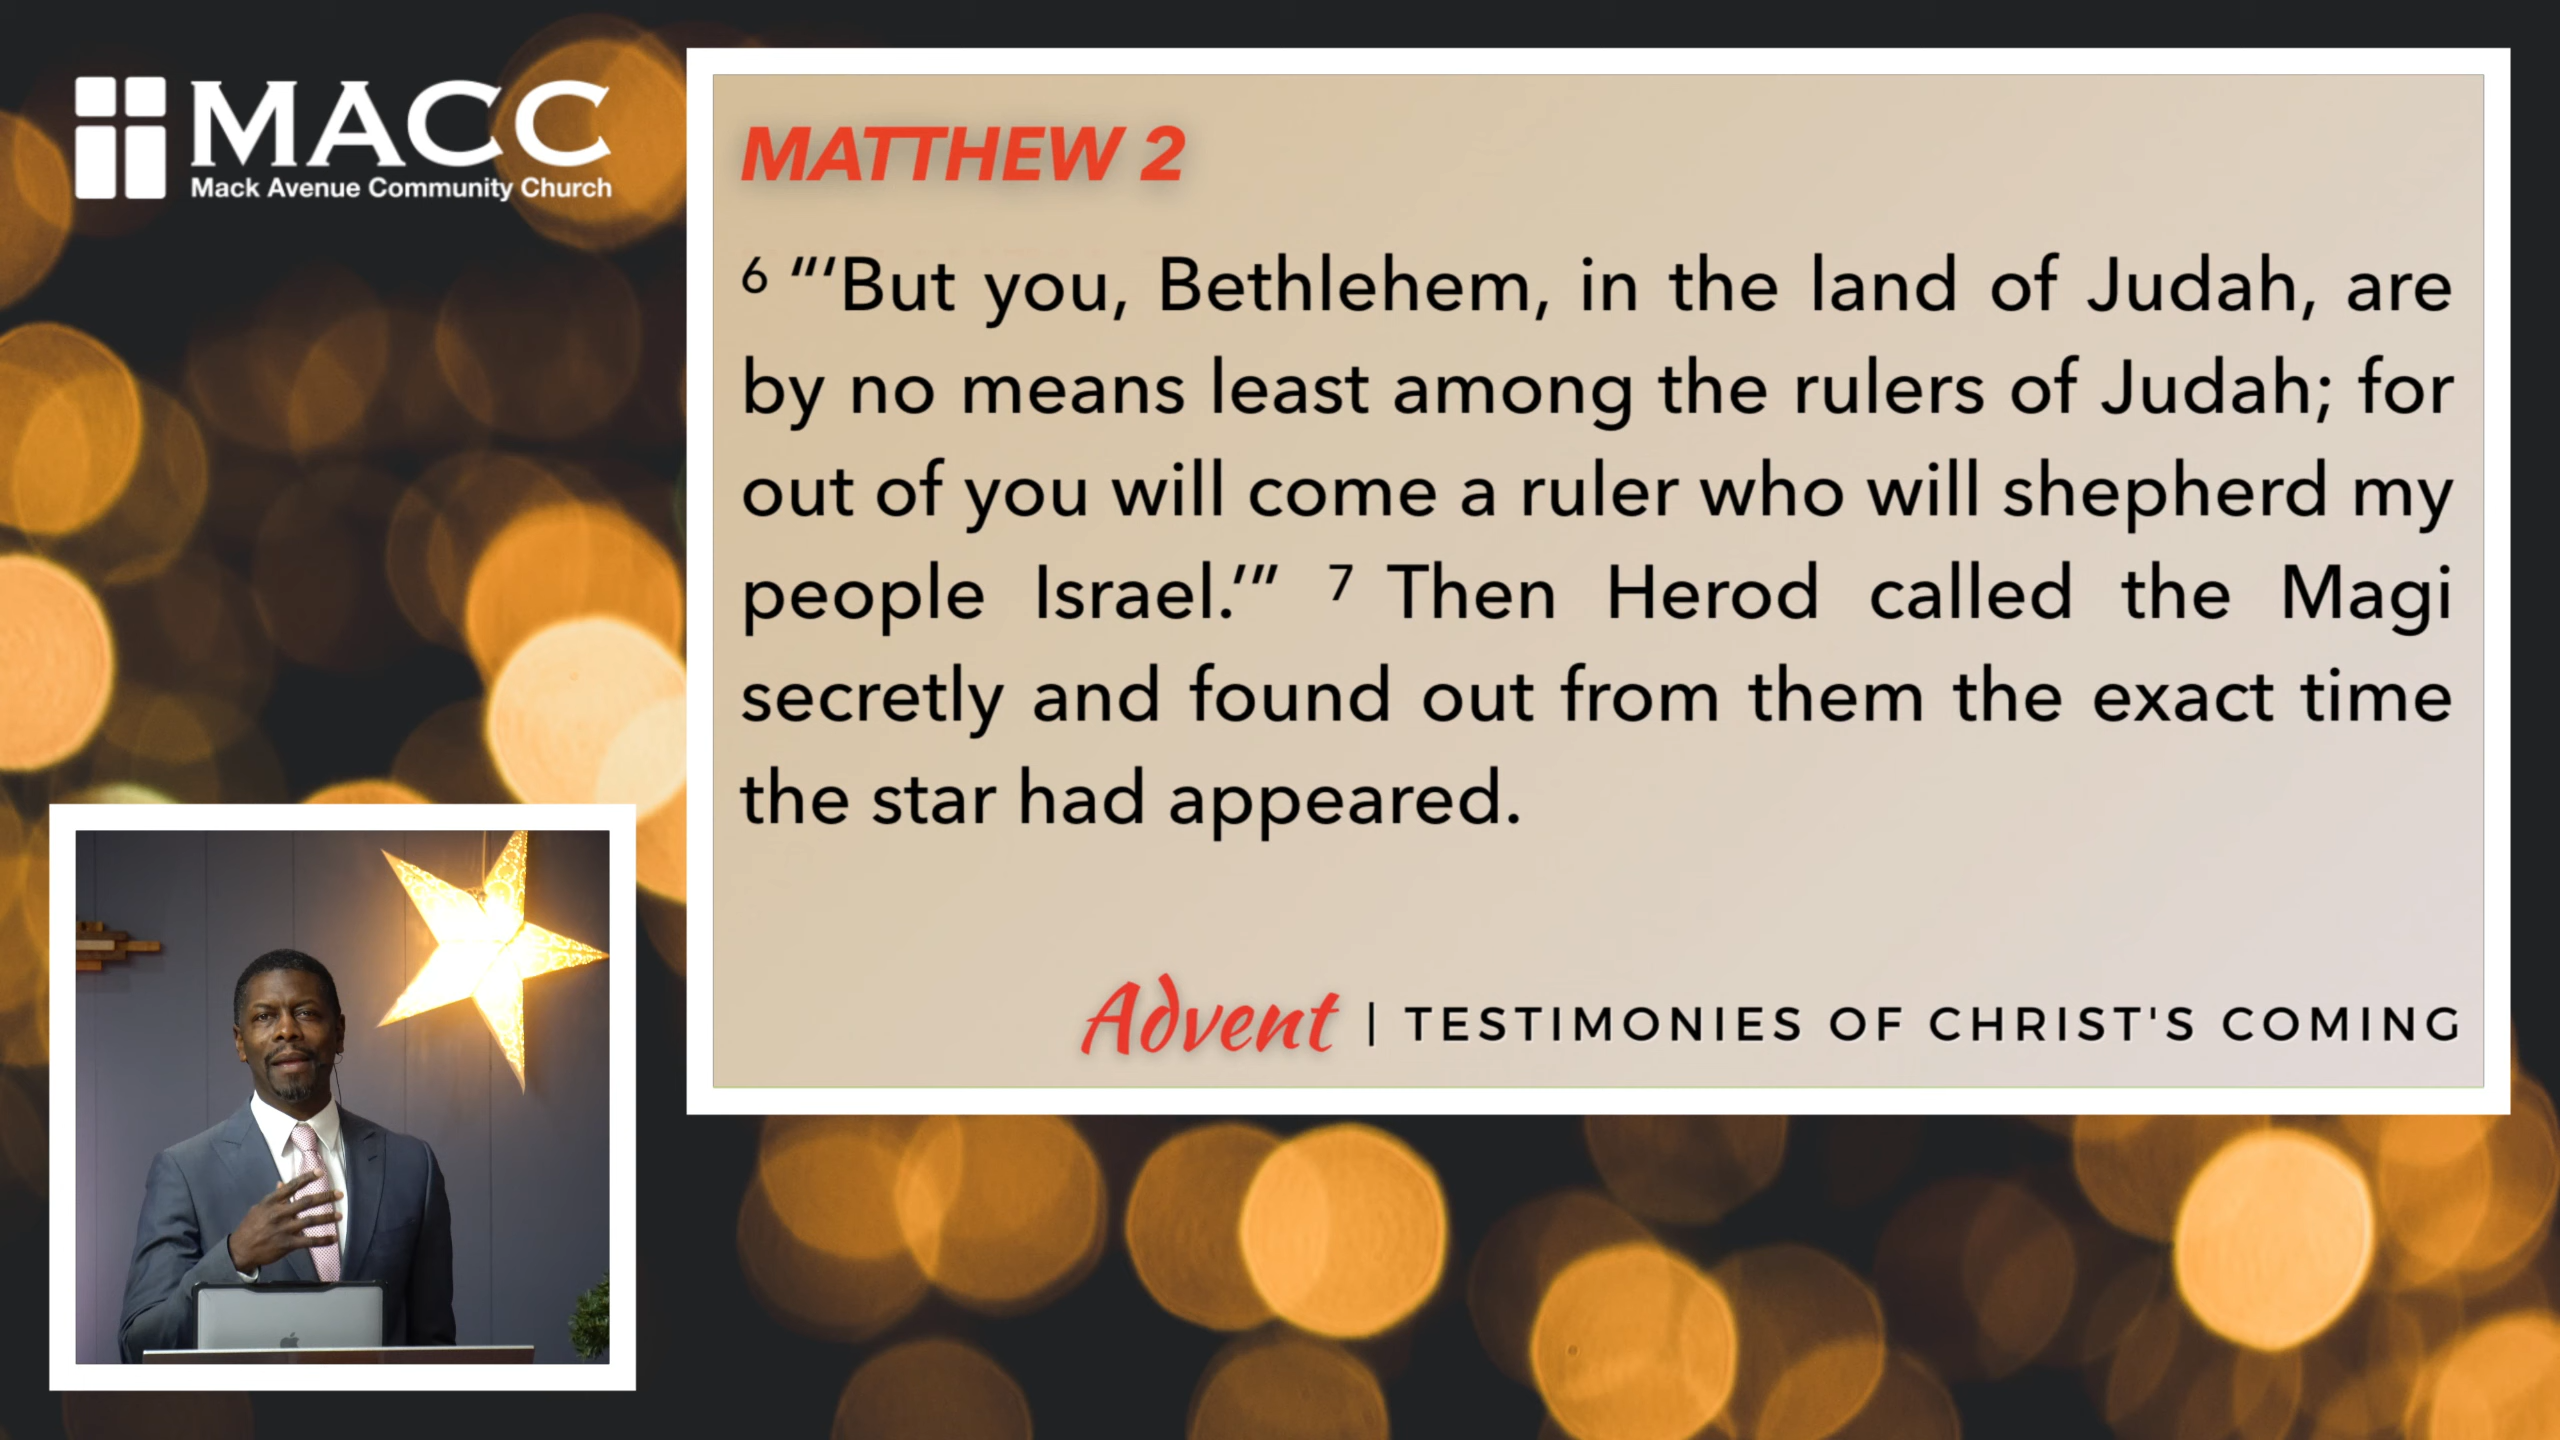 MACC
Mack Avenue Community Church
MATTHEW 2
6 “‘But you, Bethlehem, in the land of Judah, are
by no means least among the rulers of Judah; for
out of you will come a ruler who will shepherd my
people Israel.’” 7 Then Herod called the Magi
secretly and found out from them the exact time
the star had appeared.
Advent | TESTIMONIES OF CHRIST'S COMING